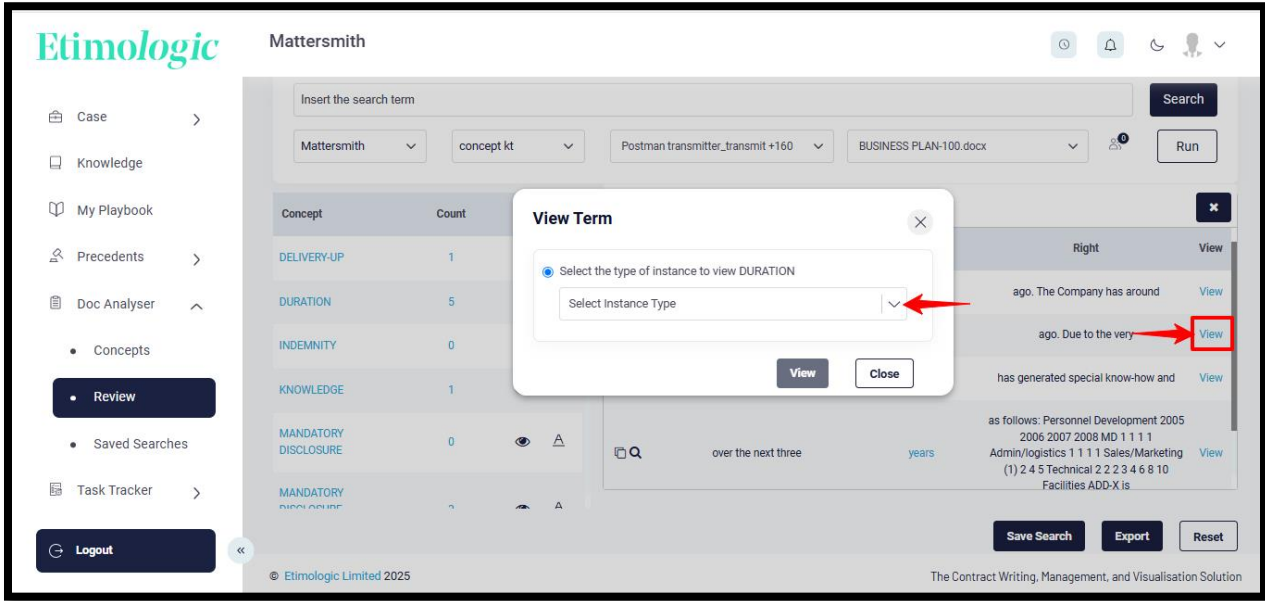 Etimologic
Mattersmith
Case
Knowledge
My Playbook
Precedents
Doc Analyser
Concepts
Review
Saved Searches
Task Tracker
Logout
«
Insert the search term
Search
Mattersmith
concept kt
Postman transmitter_transmit +160
BUSINESS PLAN-100.docx
0
Run
Concept
Count
DELIVERY-UP
1
DURATION
5
INDEMNITY
0
KNOWLEDGE
1
MANDATORY
DISCLOSURE
0
A
MANDATORY
DISCLOSURE
A
View Term
Select the type of instance to view DURATION
Select Instance Type
View
Close
Right
View
ago. The Company has around
View
ago. Due to the very
View
has generated special know-how and
View
over the next three
years
as follows: Personnel Development 2005
2006 2007 2008 MD 1 1 1 1
Admin/logistics 1 1 1 1 Sales/Marketing
(1) 2 4 5 Technical 2 2 2 3 4 6 8 10
Facilities ADD-X is
View
Save Search
Export
Reset
© Etimologic Limited 2025
The Contract Writing, Management, and Visualisation Solution